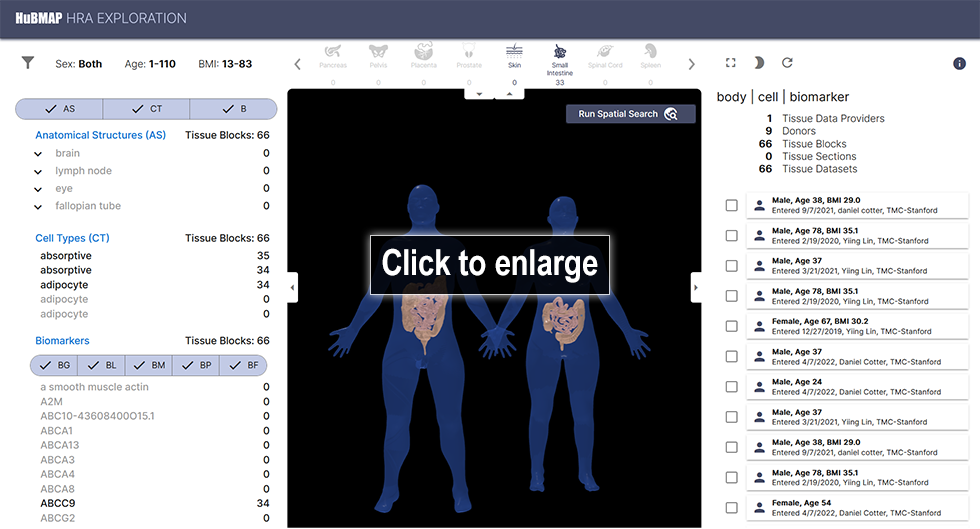 HuBMAP HRA EXPLORATION
Sex: Both Age: 1-110 BMI: 13-83
Pancreas Pelvis Placenta Prostate Skin Small Intestine Spinal Cord Spleen
0 0 0 0 0 33 0 0
AS CT B
Anatomical Structures (AS) Tissue Blocks: 66
brain 0
lymph node 0
eye 0
fallopian tube 0
Cell Types (CT) Tissue Blocks: 66
absorptive 35
absorptive 34
adipocyte 34
adipocyte 0
adipocyte 0
Biomarkers Tissue Blocks: 66
BG BL BM BP BF
a smooth muscle actin 0
A2M 0
ABC10-43608400O15.1 0
ABCA1 0
ABCA13 0
ABCA3 0
ABCA4 0
ABCA8 0
ABCC9 34
ABCG2 0
Run Spatial Search
Click to enlarge
body | cell | biomarker
1 Tissue Data Providers
9 Donors
66 Tissue Blocks
0 Tissue Sections
66 Tissue Datasets
Male, Age 38, BMI 29.0
Entered 9/7/2021, daniel cotter, TMC-Stanford
Male, Age 78, BMI 35.1
Entered 2/19/2020, Yiing Lin, TMC-Stanford
Male, Age 37
Entered 3/21/2021, Yiing Lin, TMC-Stanford
Male, Age 78, BMI 35.1
Entered 2/19/2020, Yiing Lin, TMC-Stanford
Female, Age 67, BMI 30.2
Entered 12/27/2019, Yiing Lin, TMC-Stanford
Male, Age 37
Entered 4/7/2022, Daniel Cotter, TMC-Stanford
Male, Age 24
Entered 4/7/2022, Daniel Cotter, TMC-Stanford
Male, Age 37
Entered 3/21/2021, Yiing Lin, TMC-Stanford
Male, Age 38, BMI 29.0
Entered 9/7/2021, daniel cotter, TMC-Stanford
Male, Age 78, BMI 35.1
Entered 2/19/2020, Yiing Lin, TMC-Stanford
Female, Age 54
Entered 4/7/2022, Daniel Cotter, TMC-Stanford